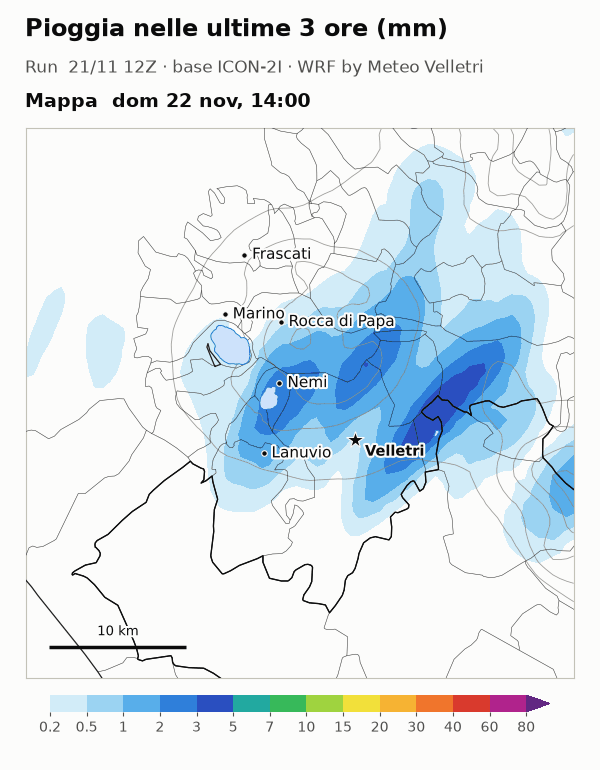 Pioggia nelle ultime 3 ore (mm)
Run 21/11 12Z · base ICON-2I · WRF by Meteo Velletri
Mappa dom 22 nov, 14:00
Frascati
Marino
Rocca di Papa
Nemi
Velletri
Lanuvio
10 km
0.2 0.5 1 2 3 5 7 10 15 20 30 40 60 80